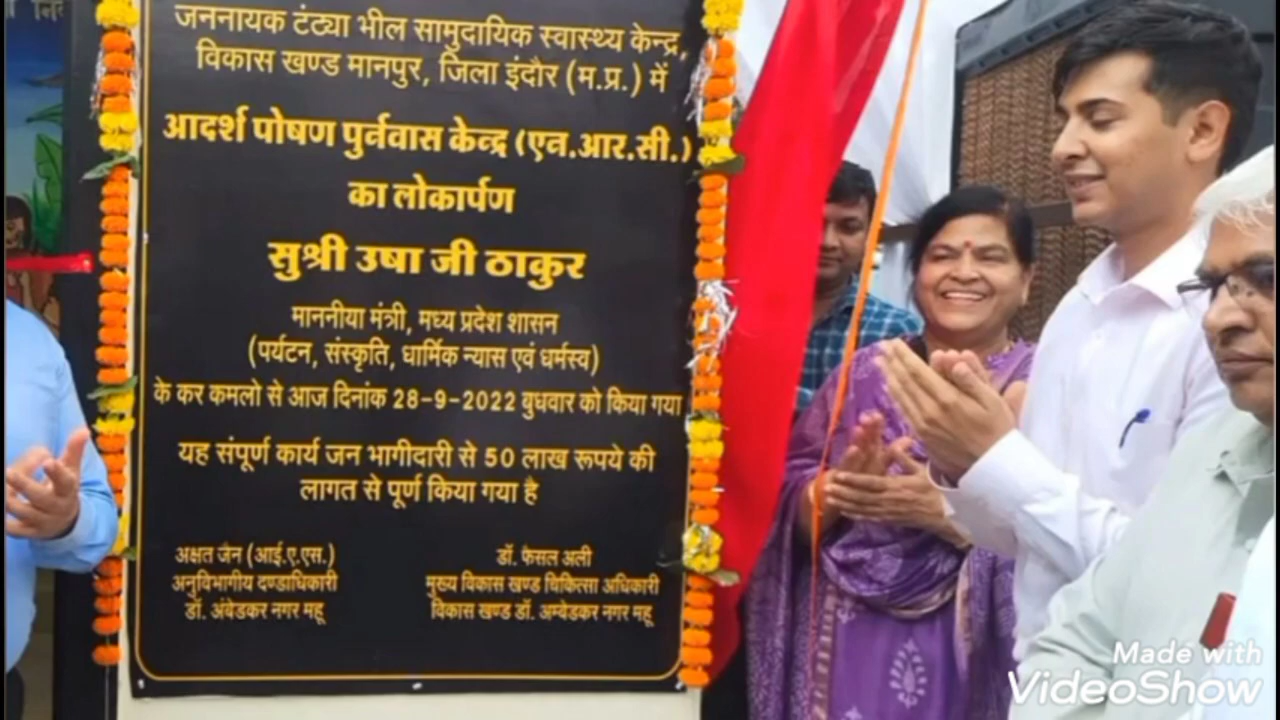 जननायक टंट्या भील सामुदायिक स्वास्थ्य केन्द्र,
विकास खण्ड मानपुर, जिला इंदौर (म.प्र.) में
आदर्श पोषण पुर्नवास केन्द्र (एन.आर.सी.)
का लोकार्पण
सुश्री उषा जी ठाकुर
माननीया मंत्री, मध्य प्रदेश शासन
(पर्यटन, संस्कृति, धार्मिक न्यास एवं धर्मस्व)
के कर कमलो से आज दिनांक 28-9-2022 बुधवार को किया गया
यह संपूर्ण कार्य जन भागीदारी से 50 लाख रूपये की
लागत से पूर्ण किया गया है
अक्षत जैन (आई.ए.एस.)
अनुविभागीय दण्डाधिकारी
डॉ. अंबेडकर नगर महू
डॉ. फैसल अली
मुख्य विकास खण्ड चिकित्सा अधिकारी
विकास खण्ड डॉ. अम्बेडकर नगर महू
Made with
VideoShow